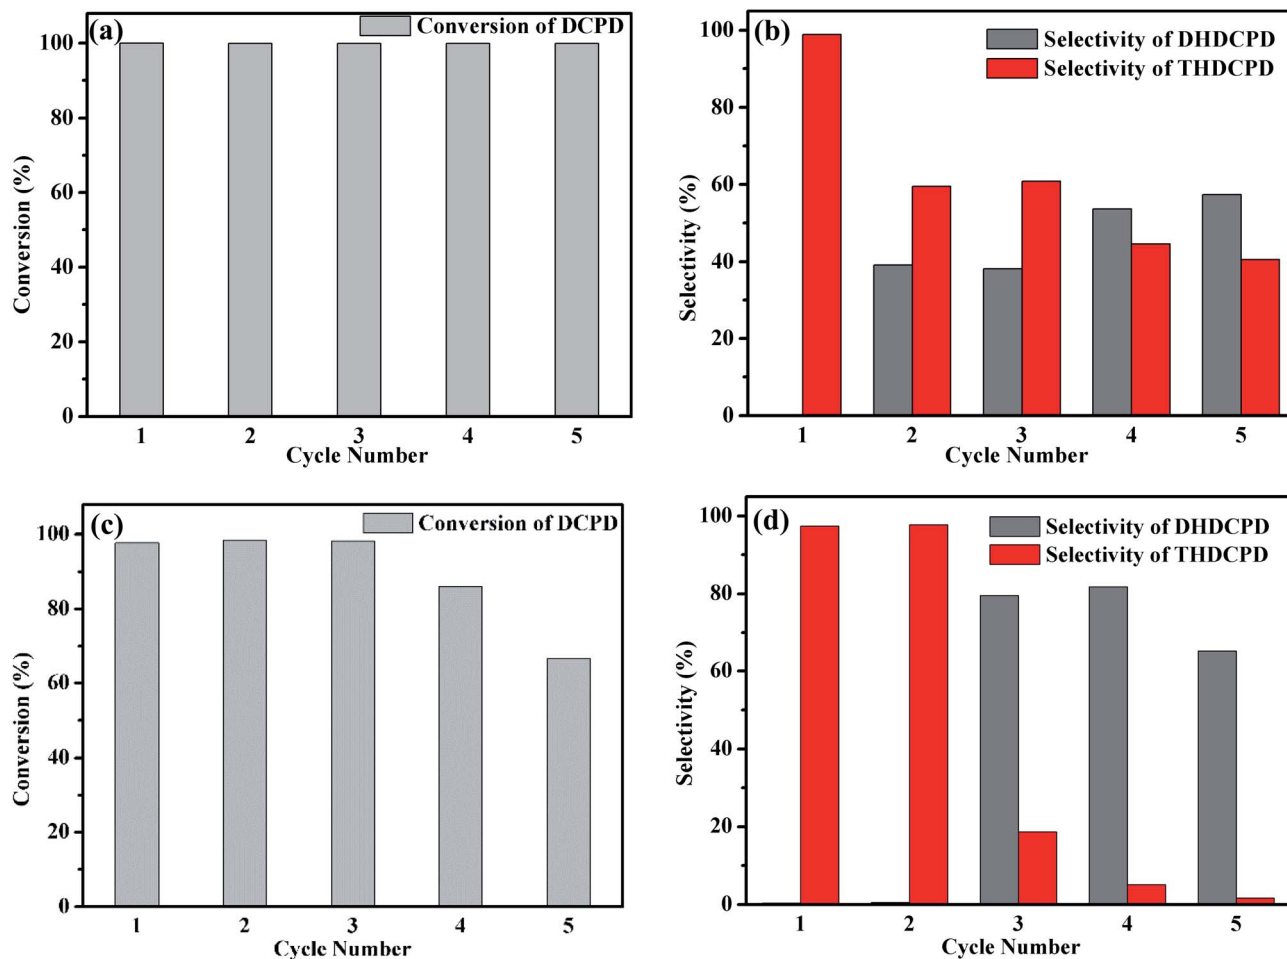 (a)
Conversion of DCPD
100
80
60
40
20
0
Conversion (%)
1 2 3 4 5
Cycle Number
(b)
Selectivity of DHDCPD
Selectivity of THDCPD
100
80
60
40
20
0
Selectivity (%)
1 2 3 4 5
Cycle Number
(c)
Conversion of DCPD
100
80
60
40
20
0
Conversion (%)
1 2 3 4 5
Cycle Number
(d)
Selectivity of DHDCPD
Selectivity of THDCPD
100
80
60
40
20
0
Selectivity (%)
1 2 3 4 5
Cycle Number